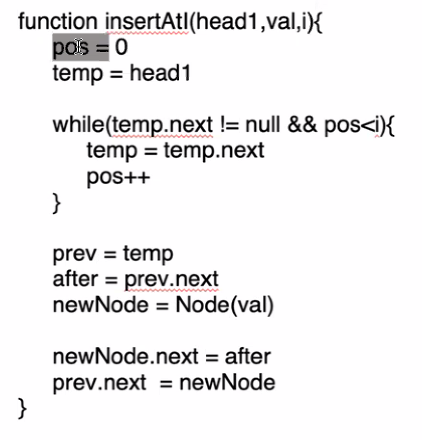 function insertAtI(head1,val,i){
pos = 0
temp = head1
while(temp.next != null && pos<i){
temp = temp.next
pos++
}
prev = temp
after = prev.next
newNode = Node(val)
newNode.next = after
prev.next  = newNode
}